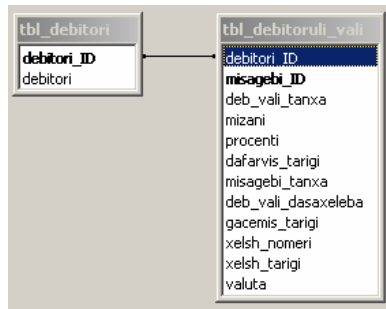 tbl_debitori
debitori_ID
debitori
tbl_debitoruli_vali
debitori_ID
misagebi_ID
deb_vali_tanxa
mizani
procenti
dafarvis_tarigi
misagebi_tanxa
deb_vali_dasaxeleba
gacemis_tarigi
xelsh_nomeri
xelsh_tarigi
valuta